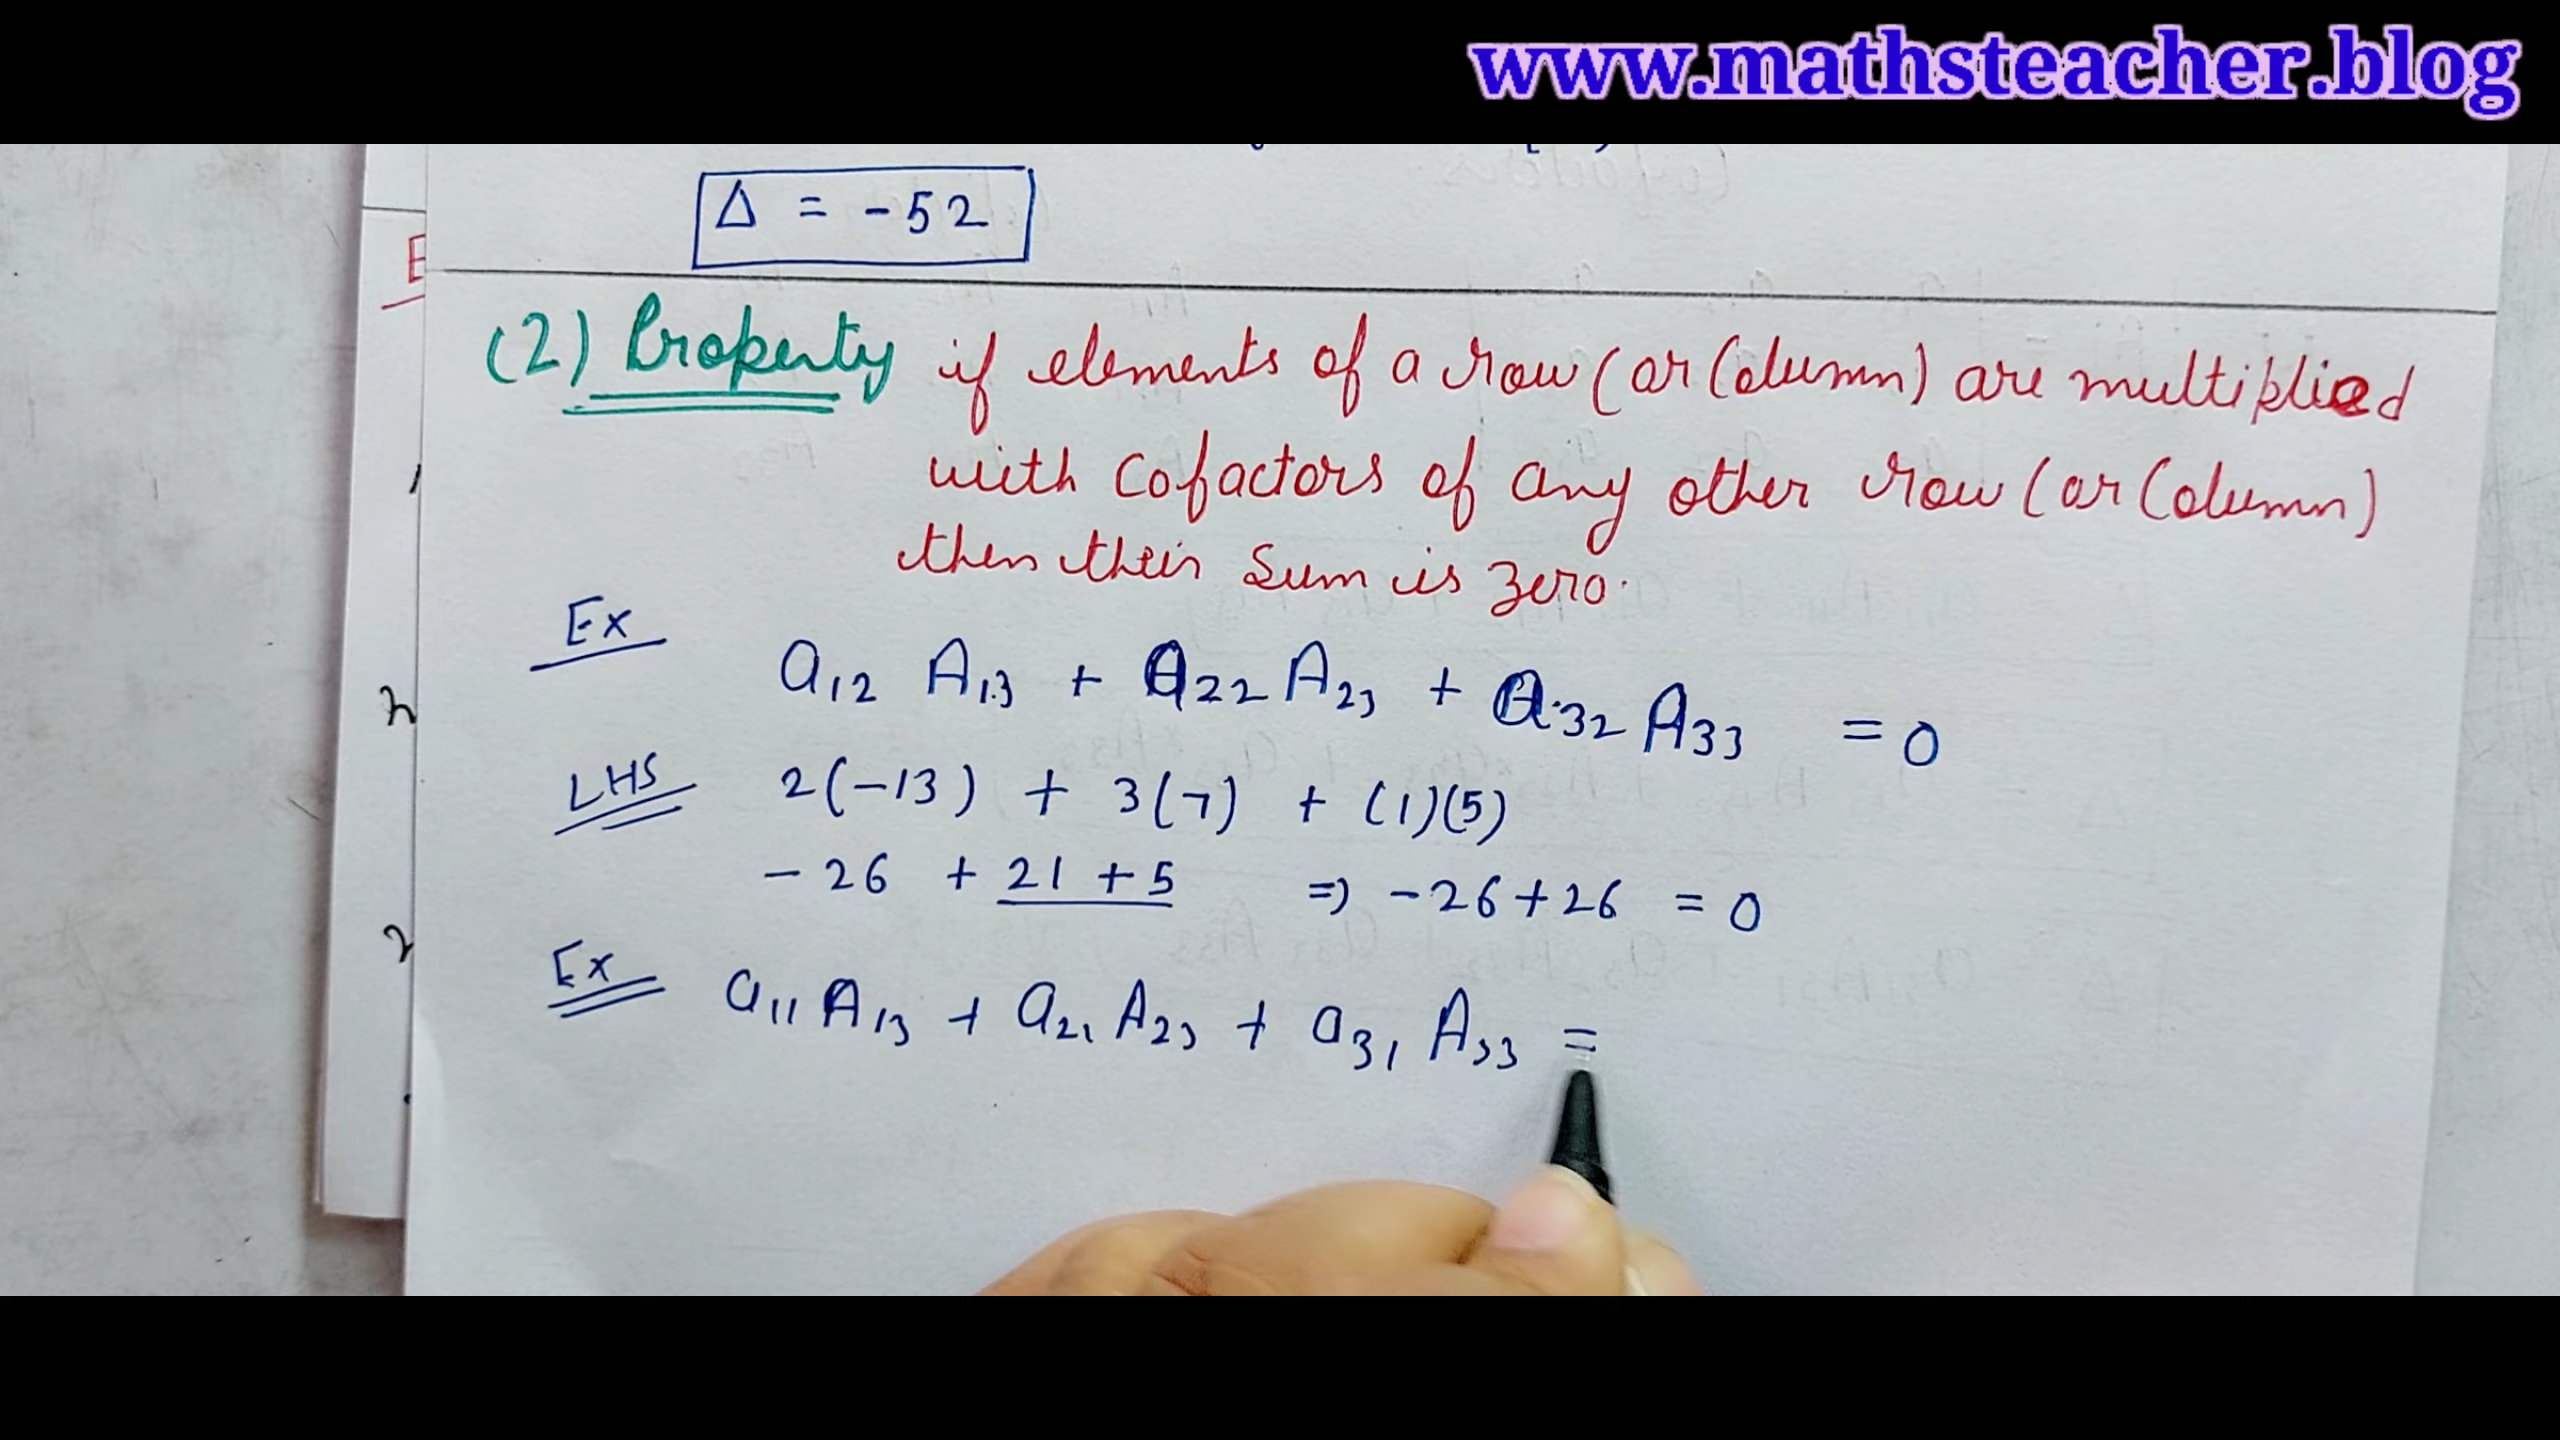 www.mathsteacher.blog
Δ = -52
(2) Property if elements of a row (or Column) are multiplied
with cofactors of any other row (or Column)
then their sum is zero.
Ex
a₁₂ A₁₃ + a₂₂ A₂₃ + a₃₂ A₃₃ = 0
LHS 2(-13) + 3(7) + (1)(5)
- 26 + 21 + 5 => -26 + 26 = 0
Ex a₁₁ A₁₃ + a₂₁ A₂₃ + a₃₁ A₃₃ =